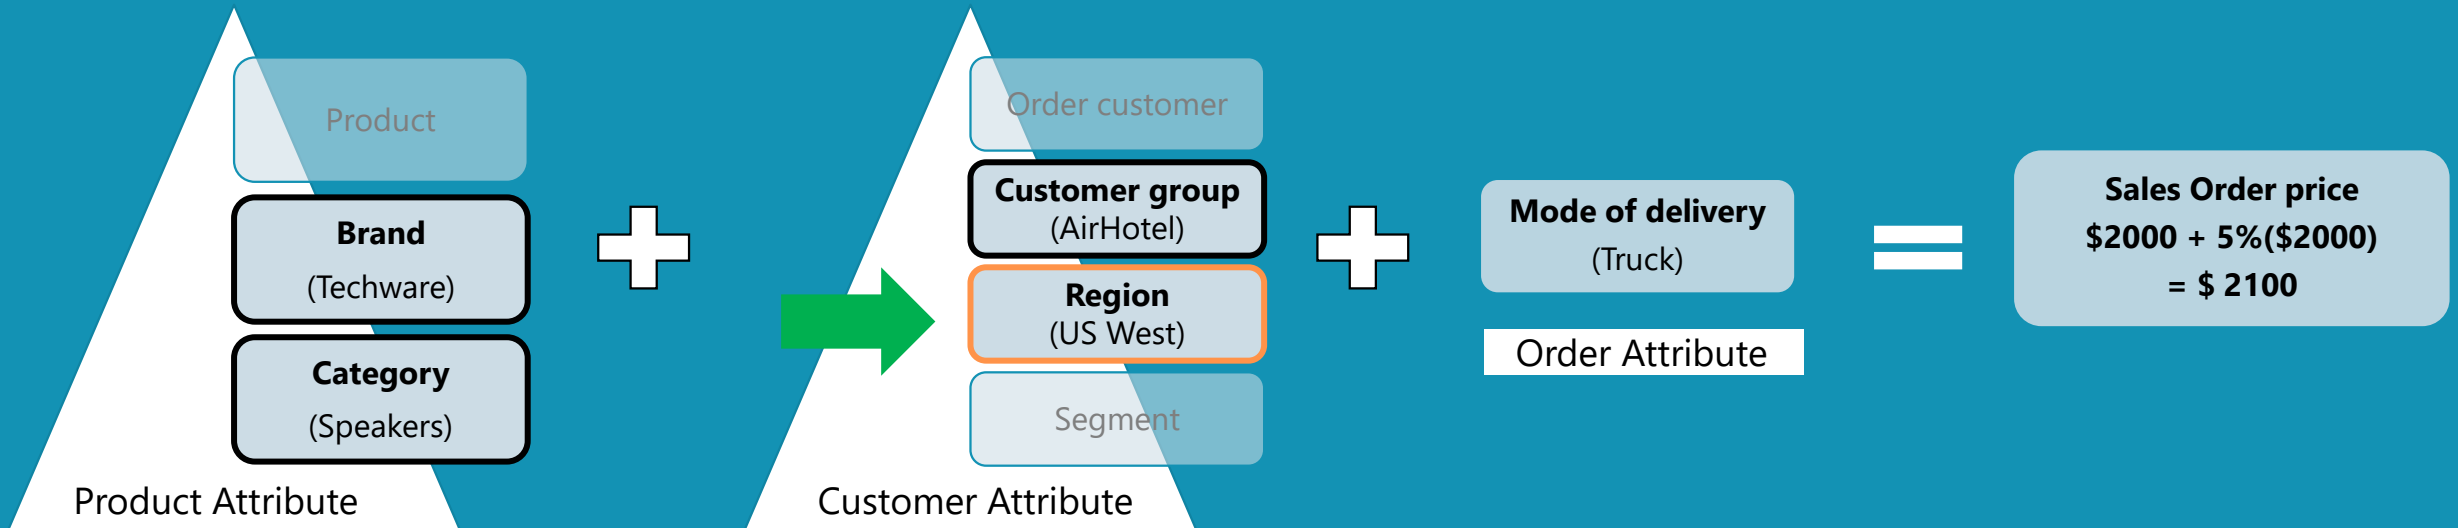 Product
Brand
(Techware)
Category
(Speakers)
Product Attribute
Order customer
Customer group
(AirHotel)
Region
(US West)
Segment
Customer Attribute
Mode of delivery
(Truck)
Order Attribute
Sales Order price
$2000 + 5%($2000)
= $ 2100